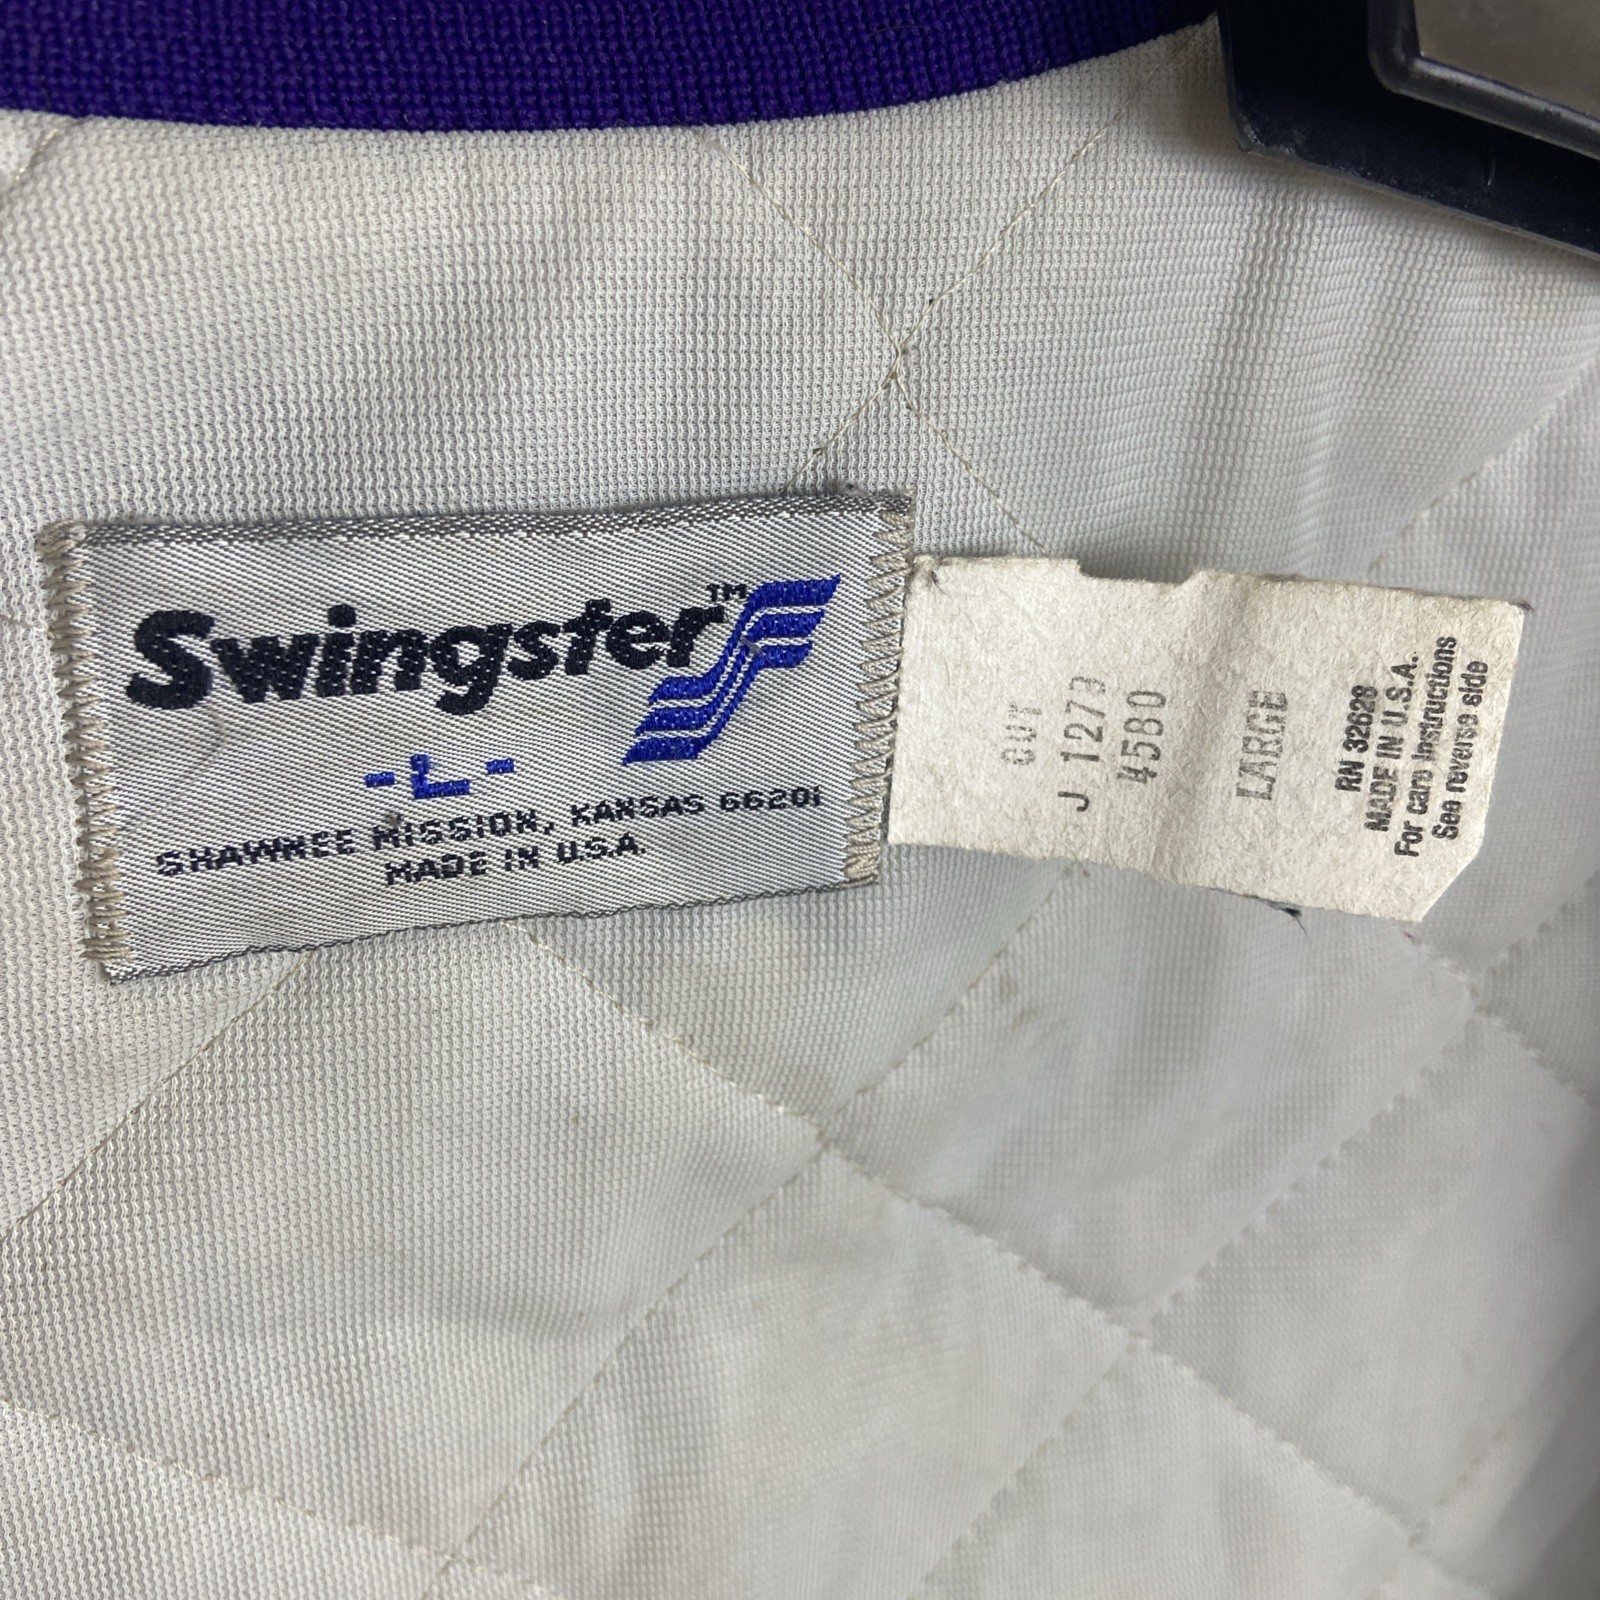 Swingster™
-L-
SHAWNEE MISSION, KANSAS 66201
MADE IN U.S.A.
CUT
J 1273
4580
LARGE
RN 32628
MADE IN U.S.A.
For care instructions
See reverse side